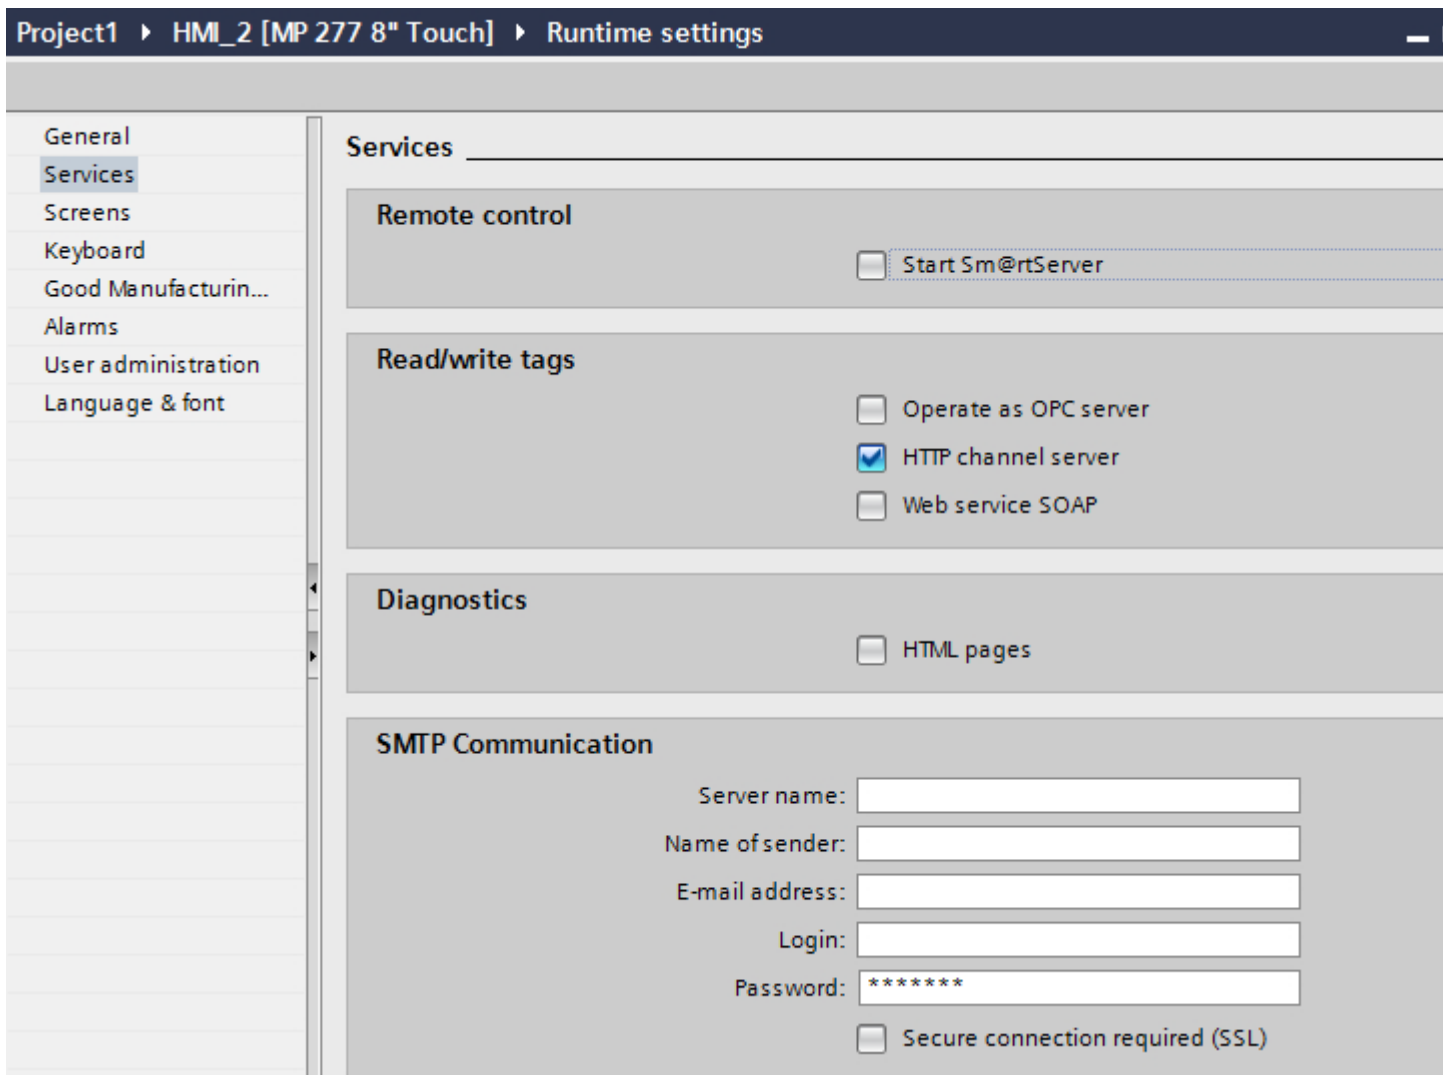 Project1 ▸ HMI_2 [MP 277 8" Touch] ▸ Runtime settings
General
Services
Screens
Keyboard
Good Manufacturin...
Alarms
User administration
Language & font
Services
Remote control
Start Sm@rtServer
Read/write tags
Operate as OPC server
HTTP channel server
Web service SOAP
Diagnostics
HTML pages
SMTP Communication
Server name:
Name of sender:
E-mail address:
Login:
Password: *******
Secure connection required (SSL)